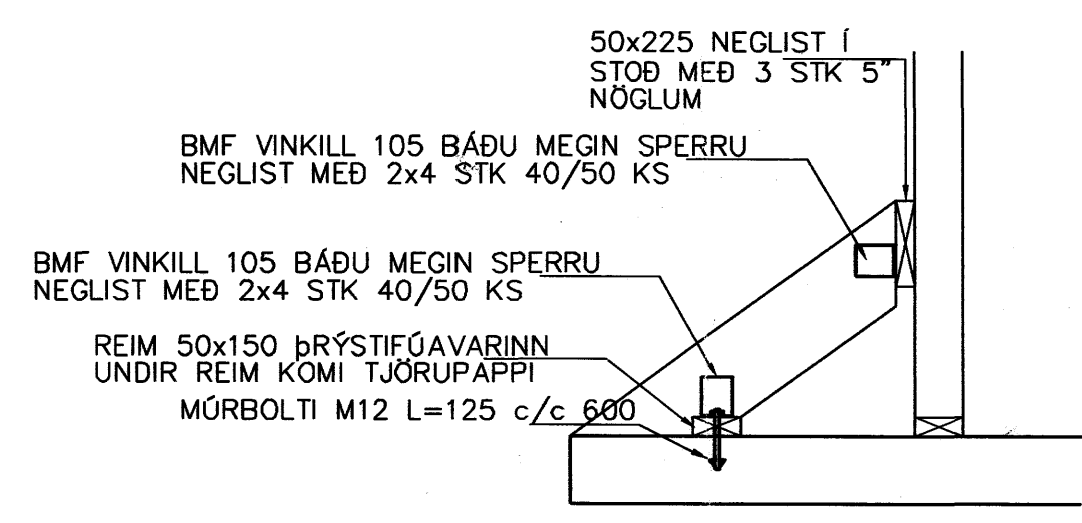 50x225 NEGLIST Í
STOÐ MEÐ 3 STK 5"
NÖGLUM
BMF VINKILL 105 BÁÐU MEGIN SPERRU
NEGLIST MEÐ 2x4 STK 40/50 KS
BMF VINKILL 105 BÁÐU MEGIN SPERRU
NEGLIST MEÐ 2x4 STK 40/50 KS
REIM 50x150 ÞRÝSTIFÚAVARINN
UNDIR REIM KOMI TJÖRUPAPPI
MÚRBOLTI M12 L=125 c/c 600